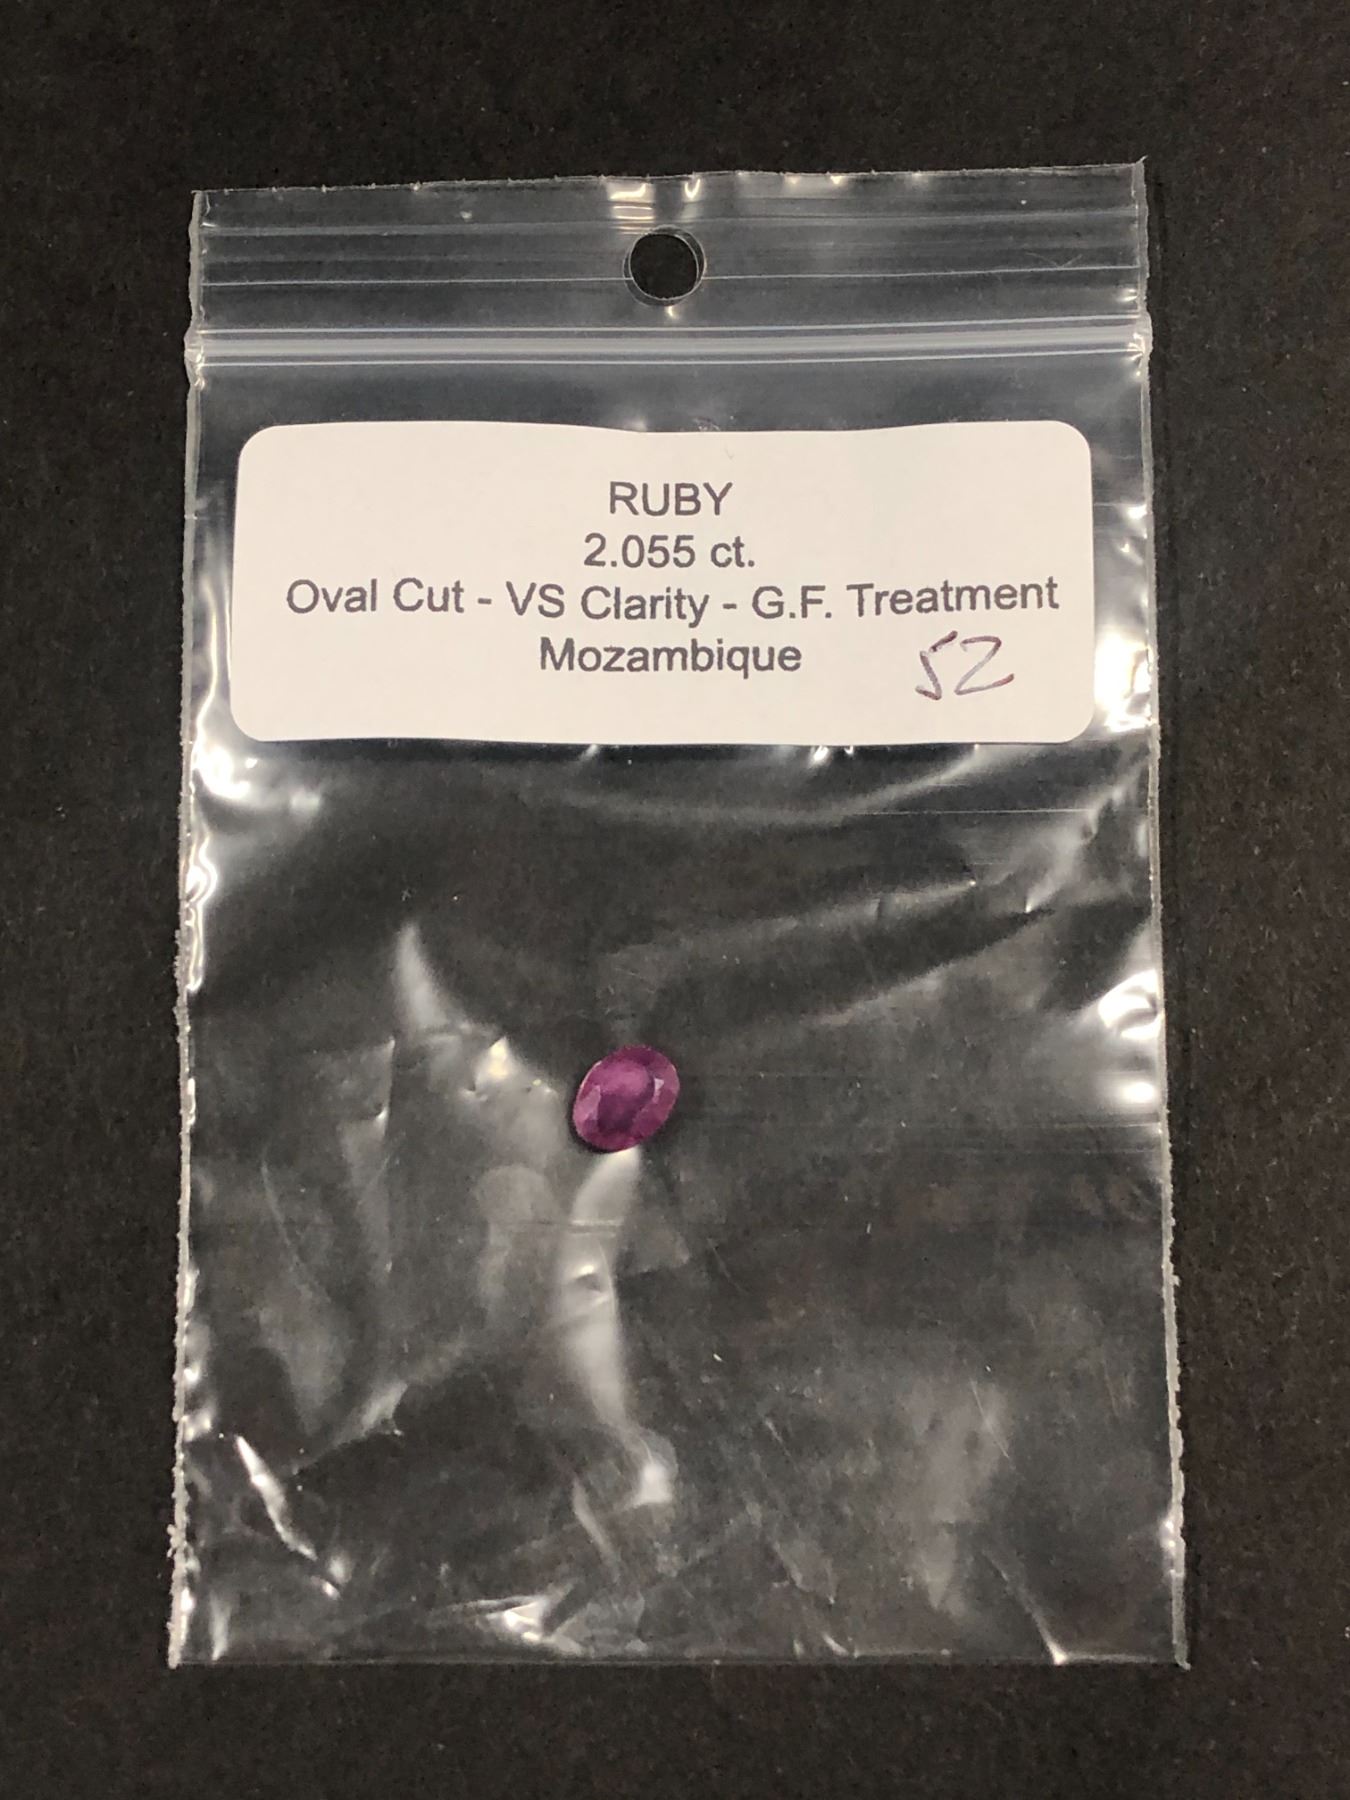 RUBY
2.055 ct.
Oval Cut - VS Clarity - G.F. Treatment
Mozambique
52